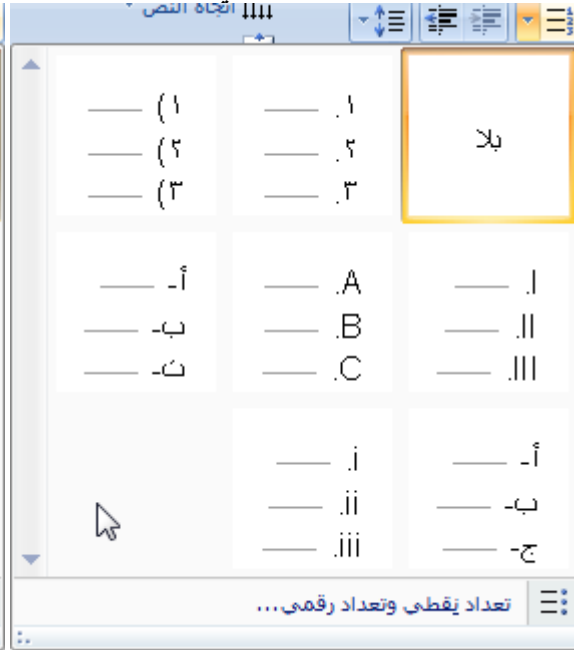 اتجاه النص
بلا
١.
٢.
٣.
١)
٢)
٣)
I.
II.
III.
A.
B.
C.
أ-
ب-
ت-
أ-
ب-
ج-
i.
ii.
iii.
تعداد نقطي وتعداد رقمي...